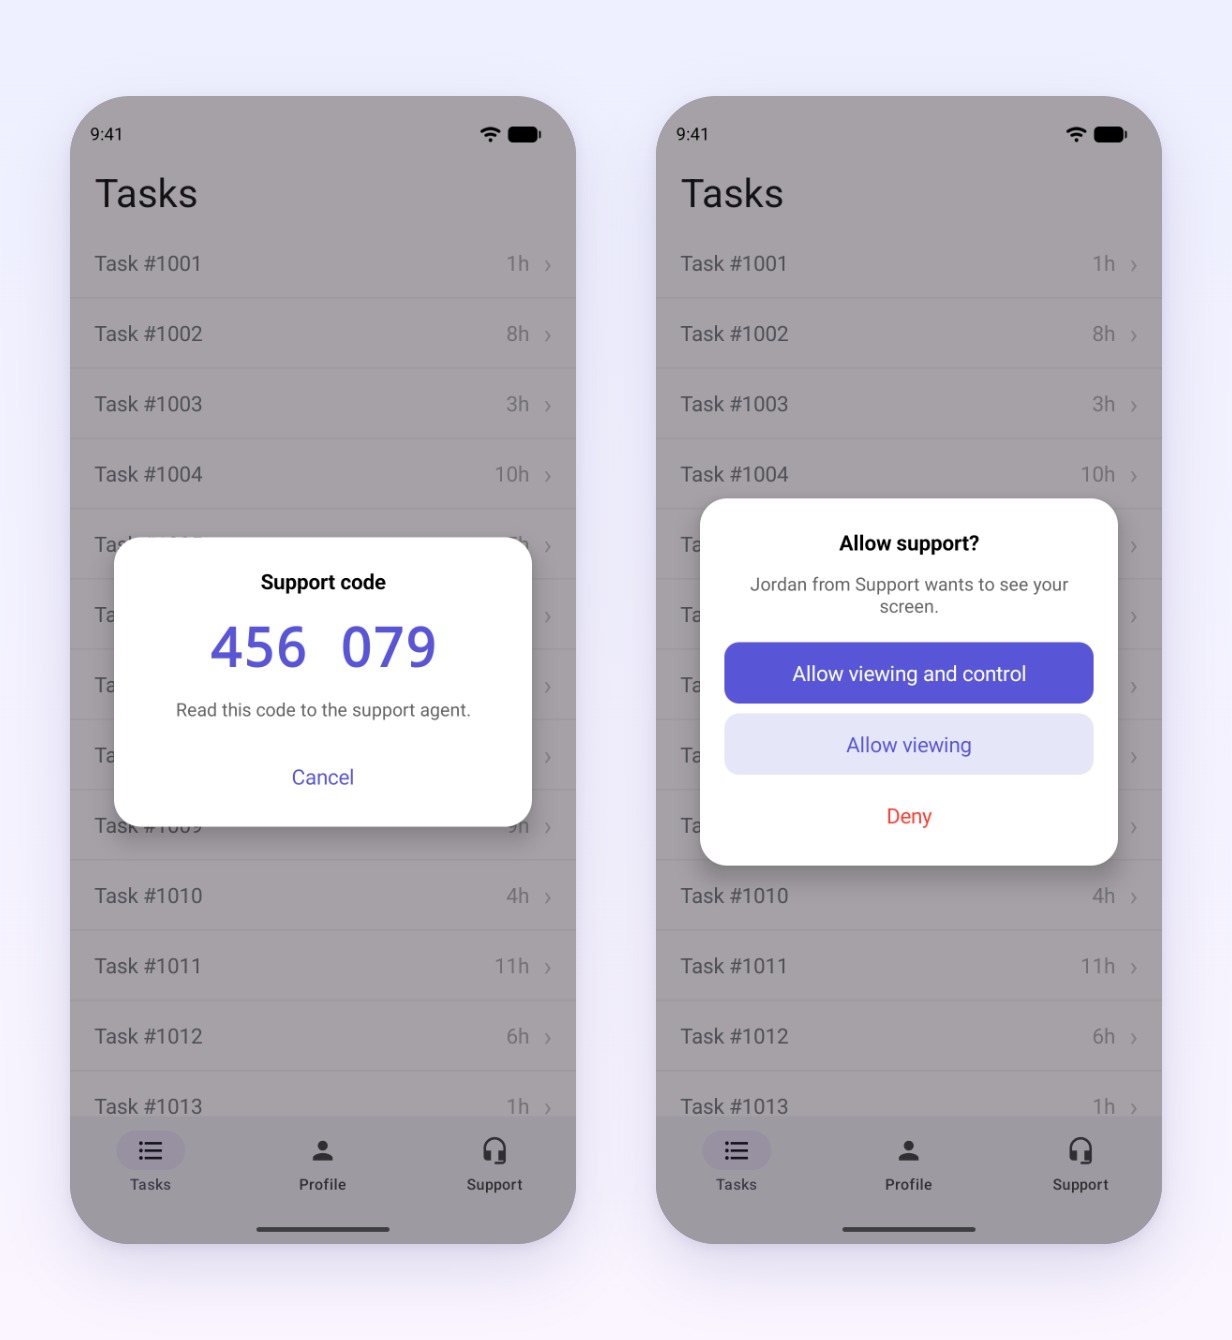 9:41
Tasks
Task #1001 1h
Task #1002 8h
Task #1003 3h
Task #1004 10h
Support code
456 079
Read this code to the support agent.
Cancel
Task #1010 4h
Task #1011 11h
Task #1012 6h
Task #1013 1h
Tasks Profile Support
9:41
Tasks
Task #1001 1h
Task #1002 8h
Task #1003 3h
Task #1004 10h
Allow support?
Jordan from Support wants to see your
screen.
Allow viewing and control
Allow viewing
Deny
Task #1010 4h
Task #1011 11h
Task #1012 6h
Task #1013 1h
Tasks Profile Support